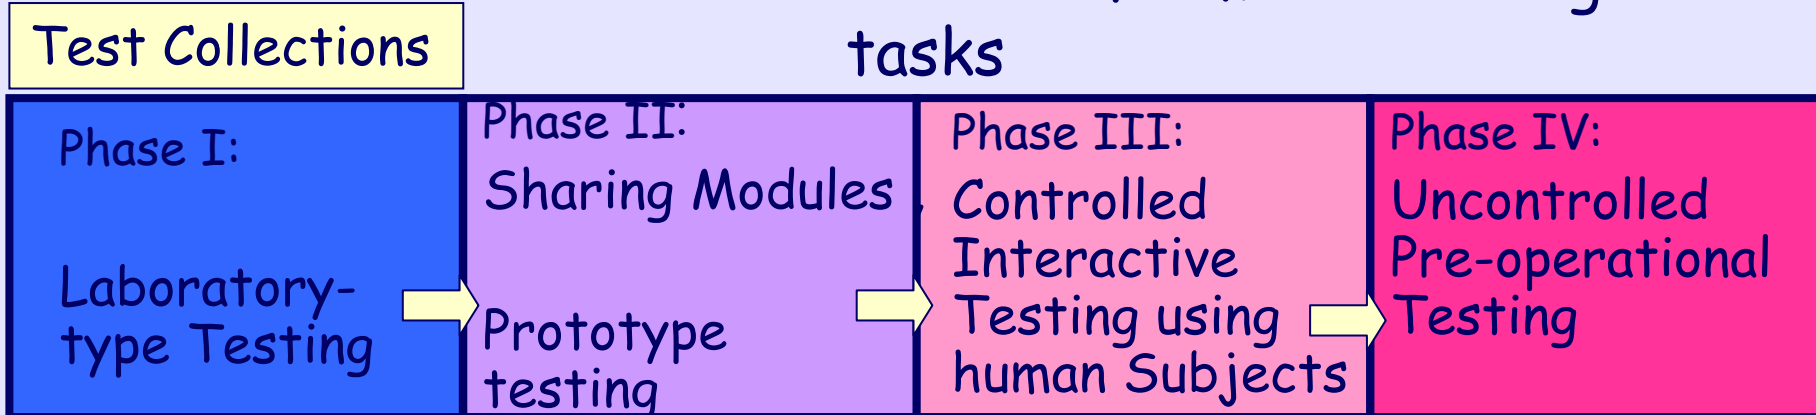 Test Collections
tasks
Phase I:
Laboratory-
type Testing
Phase II:
Sharing Modules,
Prototype
testing
Phase III:
Controlled
Interactive
Testing using
human Subjects
Phase IV:
Uncontrolled
Pre-operational
Testing